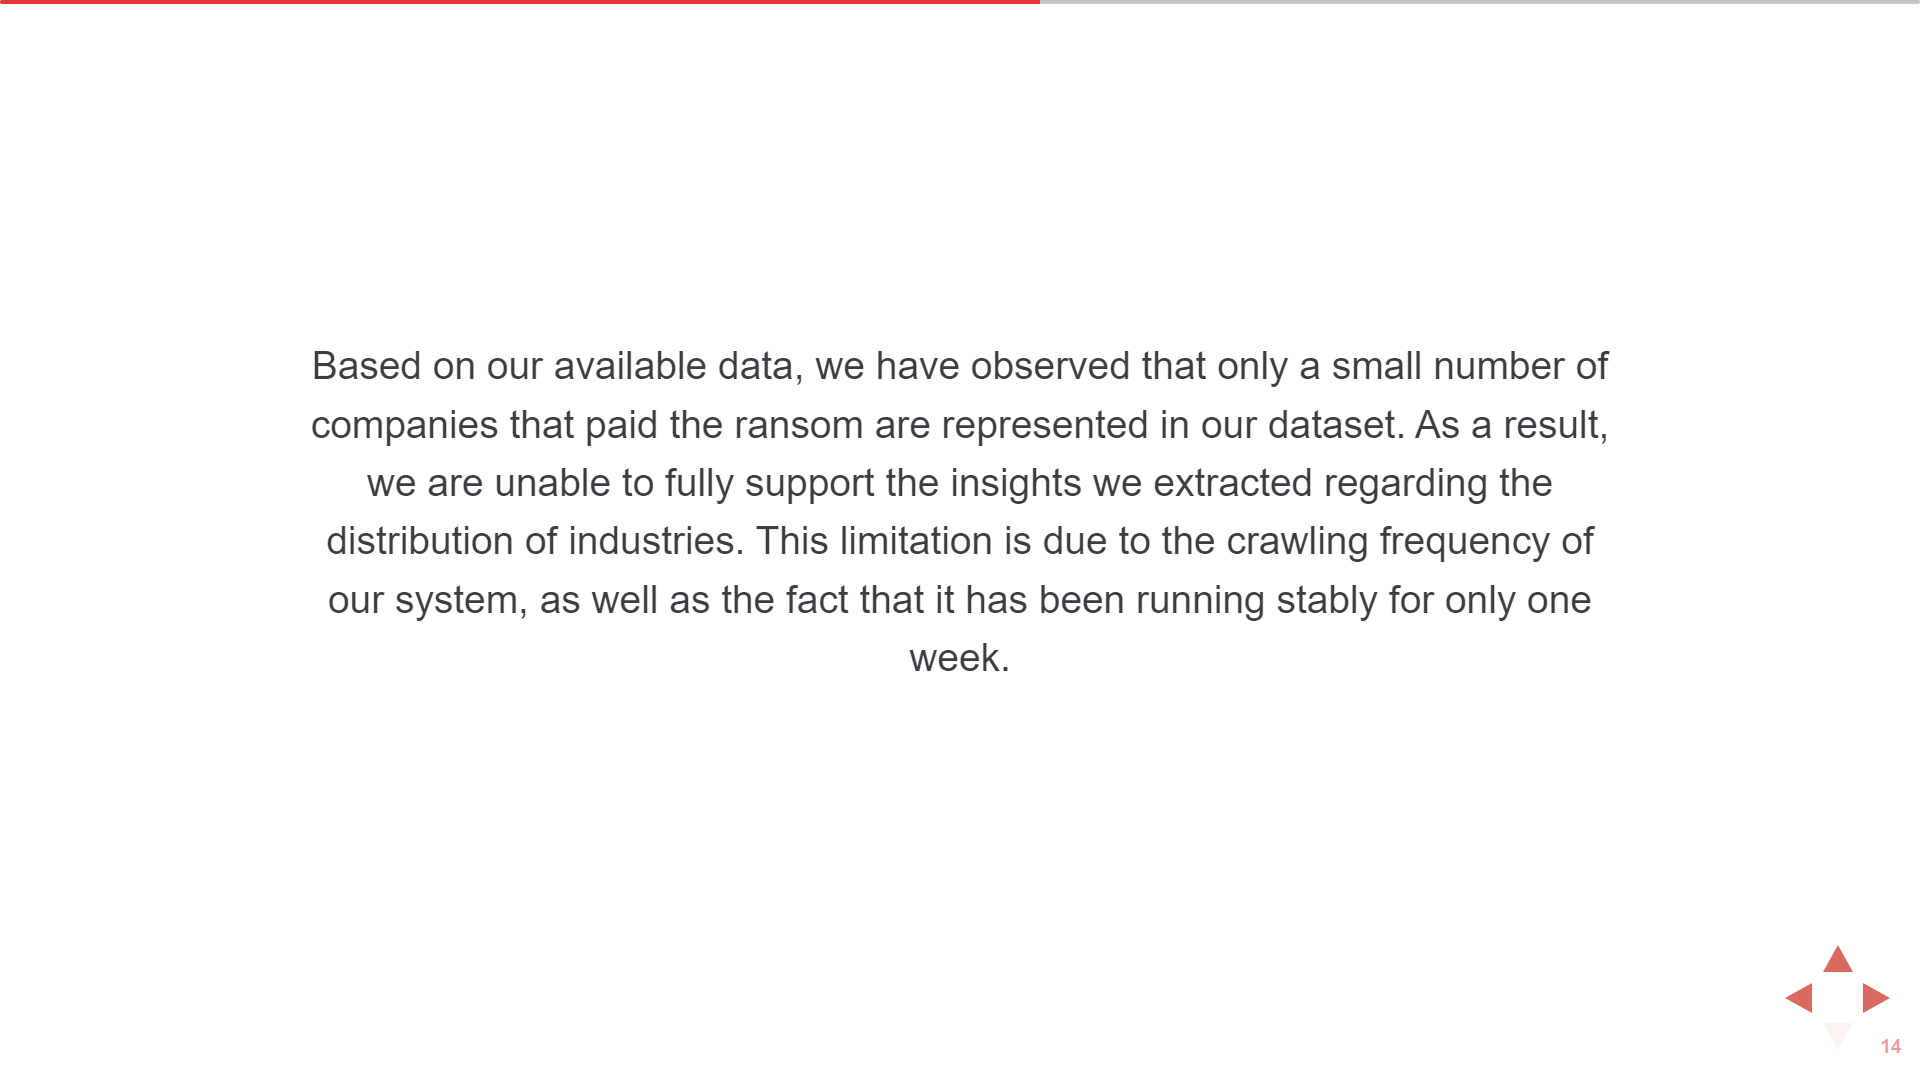 Based on our available data, we have observed that only a small number of
companies that paid the ransom are represented in our dataset. As a result,
we are unable to fully support the insights we extracted regarding the
distribution of industries. This limitation is due to the crawling frequency of
our system, as well as the fact that it has been running stably for only one
week.
14